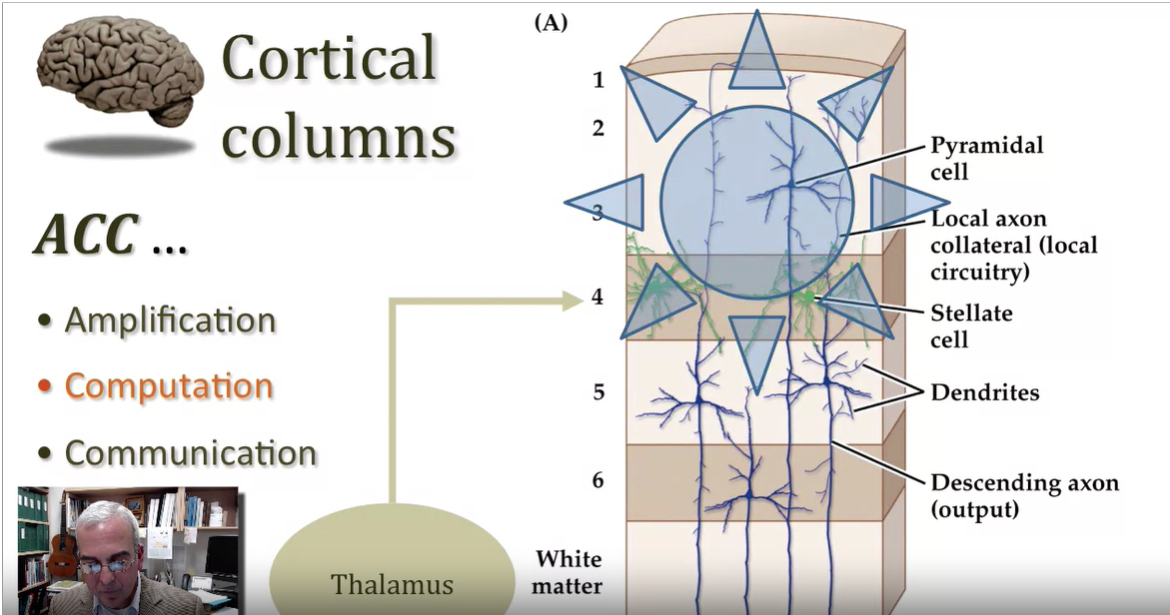 Cortical
columns
ACC ...
• Amplification
• Computation
• Communication
Thalamus
(A)
1
2
3
4
5
6
White
matter
Pyramidal
cell
Local axon
collateral (local
circuitry)
Stellate
cell
Dendrites
Descending axon
(output)